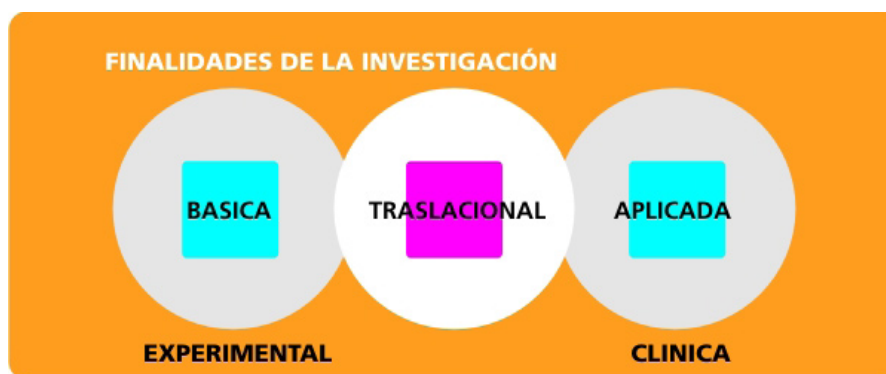 FINALIDADES DE LA INVESTIGACIÓN
BASICA
TRASLACIONAL
APLICADA
EXPERIMENTAL
CLINICA